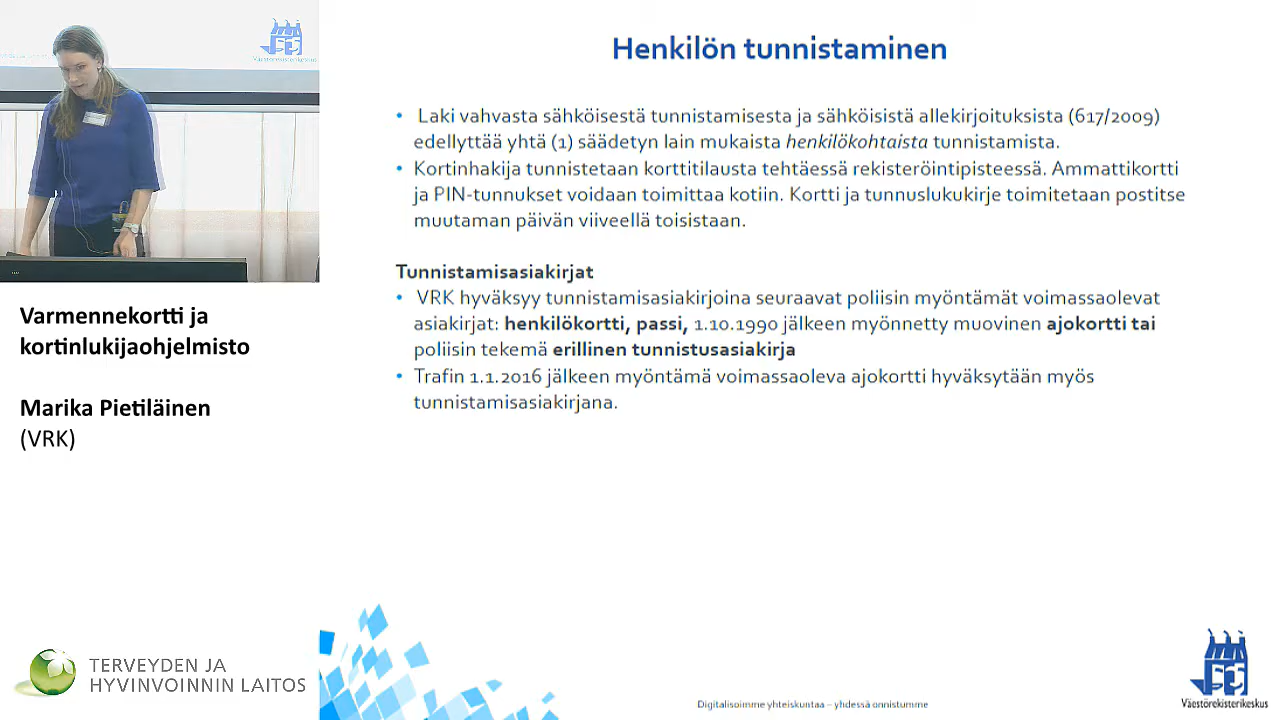 Henkilön tunnistaminen
• Laki vahvasta sähköisestä tunnistamisesta ja sähköisistä allekirjoituksista (617/2009)
edellyttää yhtä (1) säädetyn lain mukaista henkilökohtaista tunnistamista.
• Kortinhakija tunnistetaan korttitilausta tehtäessä rekisteröintipisteessä. Ammattikortti
ja PIN-tunnukset voidaan toimittaa kotiin. Kortti ja tunnuslukukirje toimitetaan postitse
muutaman päivän viiveellä toisistaan.
Tunnistamisasiakirjat
• VRK hyväksyy tunnistamisasiakirjoina seuraavat poliisin myöntämät voimassaolevat
asiakirjat: henkilökortti, passi, 1.10.1990 jälkeen myönnetty muovinen ajokortti tai
poliisin tekemä erillinen tunnistusasiakirja
• Trafin 1.1.2016 jälkeen myöntämä voimassaoleva ajokortti hyväksytään myös
tunnistamisasiakirjana.
Varmennekortti ja
kortinlukijaohjelmisto
Marika Pietiläinen
(VRK)
TERVEYDEN JA
HYVINVOINNIN LAITOS
Digitalisoimme yhteiskuntaa – yhdessä onnistumme
Väestörekisterikeskus
Väestörekisterikeskus